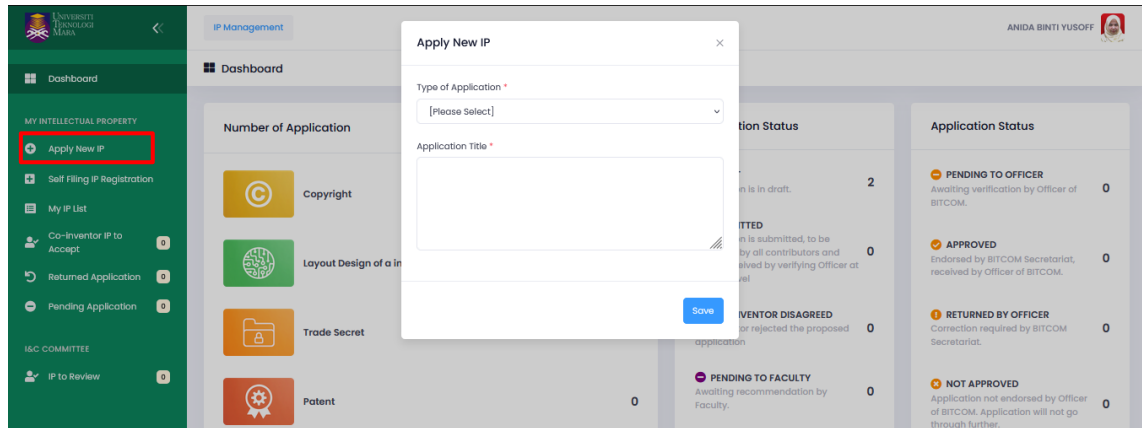 UNIVERSITI
TEKNOLOGI
MARA
IP Management
ANIDA BINTI YUSOFF
Dashboard
MY INTELLECTUAL PROPERTY
Apply New IP
Self Filing IP Registration
My IP List
Co-Inventor IP to
Accept
0
Returned Application
0
Pending Application
0
I&C COMMITTEE
IP to Review
0
Dashboard
Number of Application
Copyright
Layout Design of a in
Trade Secret
Patent
0
Apply New IP
Type of Application *
[Please Select]
Application Title *
Save
tion Status
n is in draft.
2
ITTED
n is submitted, to be
by all contributors and
eived by verifying Officer at
vel
0
VENTOR DISAGREED
or rejected the proposed
application
0
PENDING TO FACULTY
Awaiting recommendation by
Faculty.
0
Application Status
PENDING TO OFFICER
Awaiting verification by Officer of
BITCOM.
0
APPROVED
Endorsed by BITCOM Secretariat,
received by Officer of BITCOM.
0
RETURNED BY OFFICER
Correction required by BITCOM
Secretariat.
0
NOT APPROVED
Application not endorsed by Officer
of BITCOM. Application will not go
through further.
0